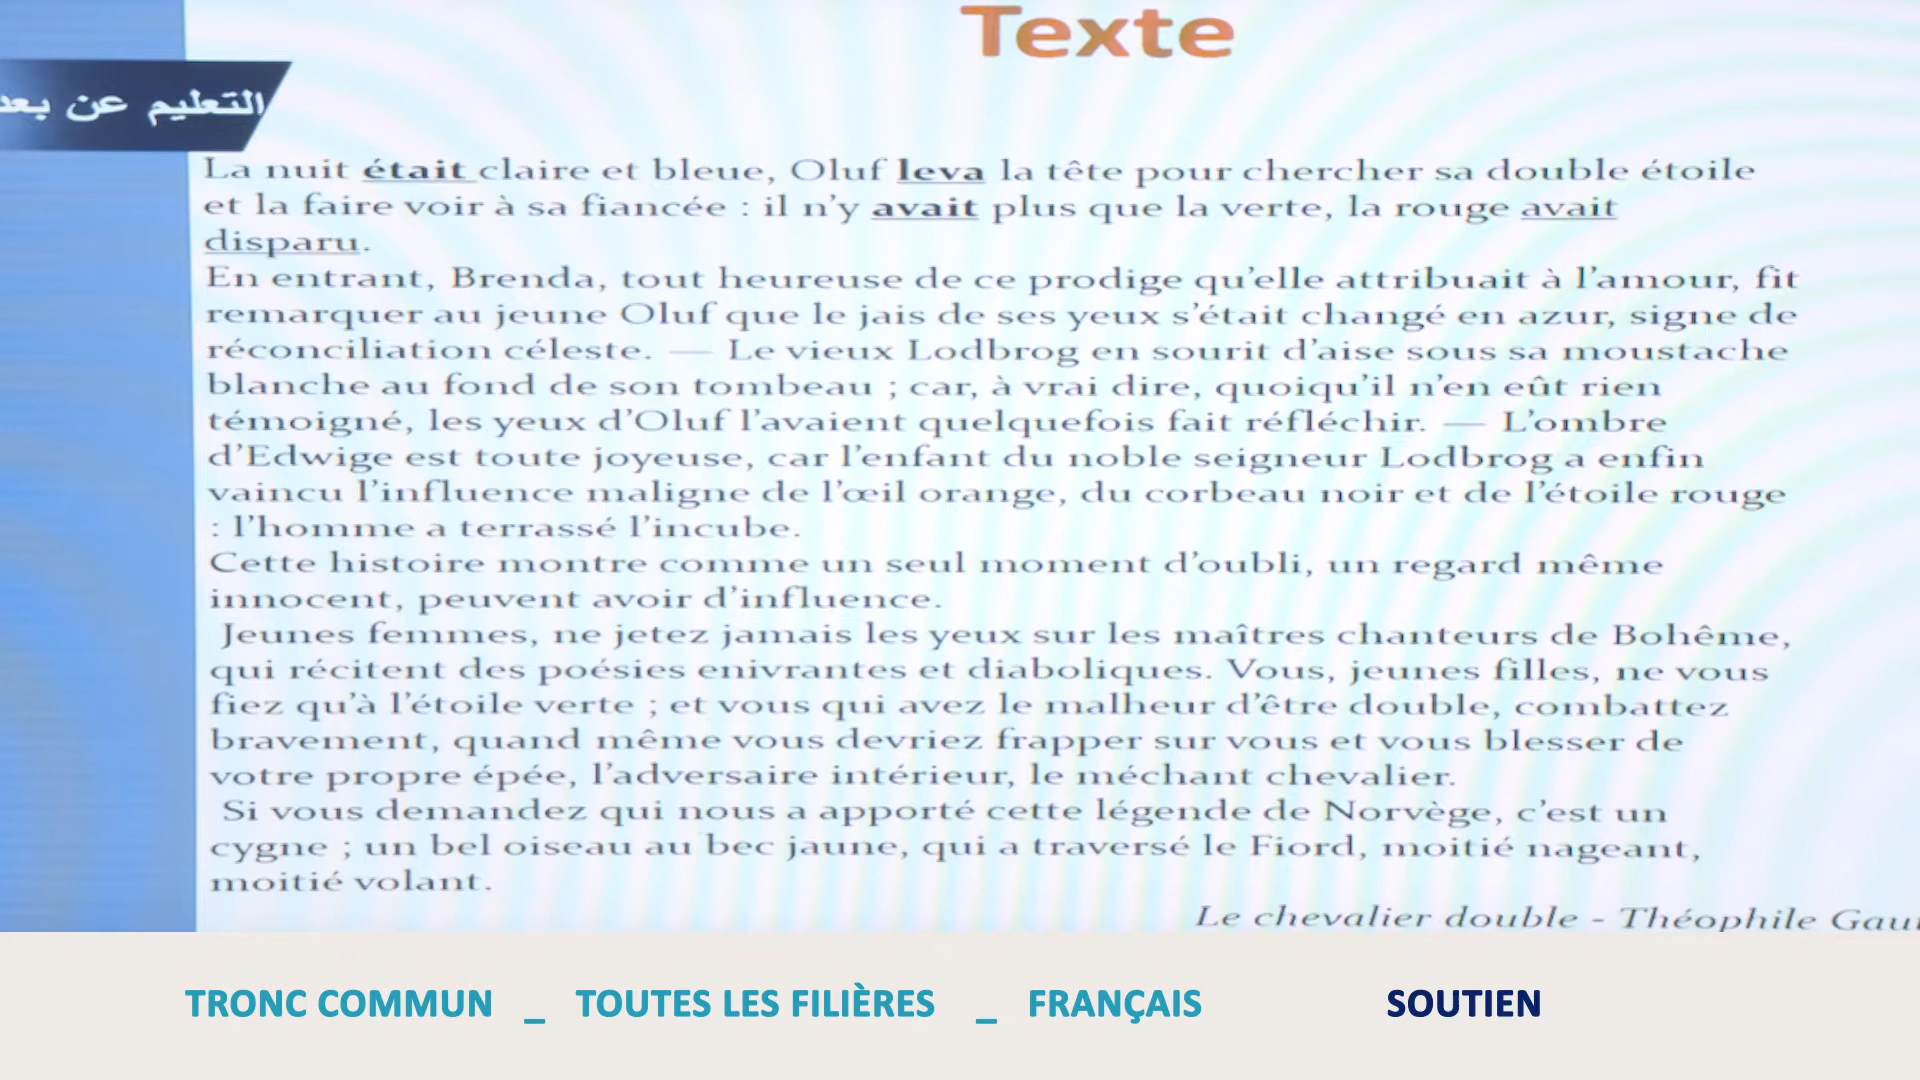 Texte
التعليم عن بعد
La nuit était claire et bleue, Oluf leva la tête pour chercher sa double étoile
et la faire voir à sa fiancée : il n’y avait plus que la verte, la rouge avait
disparu.
En entrant, Brenda, tout heureuse de ce prodige qu’elle attribuait à l’amour, fit
remarquer au jeune Oluf que le jais de ses yeux s’était changé en azur, signe de
réconciliation céleste. — Le vieux Lodbrog en sourit d’aise sous sa moustache
blanche au fond de son tombeau ; car, à vrai dire, quoiqu’il n’en eût rien
témoigné, les yeux d’Oluf l’avaient quelquefois fait réfléchir. — L’ombre
d’Edwige est toute joyeuse, car l’enfant du noble seigneur Lodbrog a enfin
vaincu l’influence maligne de l’œil orange, du corbeau noir et de l’étoile rouge
: l’homme a terrassé l’incube.
Cette histoire montre comme un seul moment d’oubli, un regard même
innocent, peuvent avoir d’influence.
Jeunes femmes, ne jetez jamais les yeux sur les maîtres chanteurs de Bohême,
qui récitent des poésies enivrantes et diaboliques. Vous, jeunes filles, ne vous
fiez qu’à l’étoile verte ; et vous qui avez le malheur d’être double, combattez
bravement, quand même vous devriez frapper sur vous et vous blesser de
votre propre épée, l’adversaire intérieur, le méchant chevalier.
Si vous demandez qui nous a apporté cette légende de Norvège, c’est un
cygne ; un bel oiseau au bec jaune, qui a traversé le Fiord, moitié nageant,
moitié volant.
Le chevalier double - Théophile Gau
TRONC COMMUN _ TOUTES LES FILIÈRES _ FRANÇAIS SOUTIEN